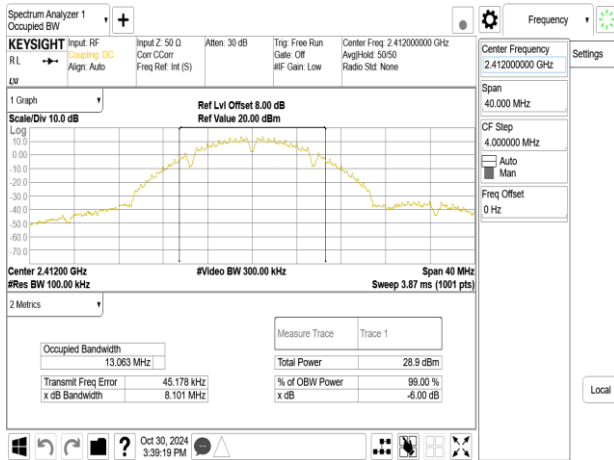 Spectrum Analyzer 1
Occupied BW
Frequency
KEYSIGHT
RL
LXI
Input: RF
Coupling: DC
Align: Auto
Input Z: 50 Ω
Corr CCorr
Freq Ref: Int (S)
Atten: 30 dB
Trig: Free Run
Gate: Off
#IF Gain: Low
Center Freq: 2.412000000 GHz
Avg|Hold: 50/50
Radio Std: None
Center Frequency
2.412000000 GHz
Settings
Span
40.000 MHz
CF Step
4.000000 MHz
Auto
Man
Freq Offset
0 Hz
1 Graph
Scale/Div 10.0 dB
Ref Lvl Offset 8.00 dB
Ref Value 20.00 dBm
Log
10.0
0.00
-10.0
-20.0
-30.0
-40.0
-50.0
-60.0
-70.0
Center 2.41200 GHz
#Res BW 100.00 kHz
#Video BW 300.00 kHz
Span 40 MHz
Sweep 3.87 ms (1001 pts)
2 Metrics
Measure Trace Trace 1
Occupied Bandwidth
13.063 MHz
Total Power 28.9 dBm
Transmit Freq Error 45.178 kHz
% of OBW Power 99.00 %
x dB Bandwidth 8.101 MHz
x dB -6.00 dB
Local
?
Oct 30, 2024
3:39:19 PM